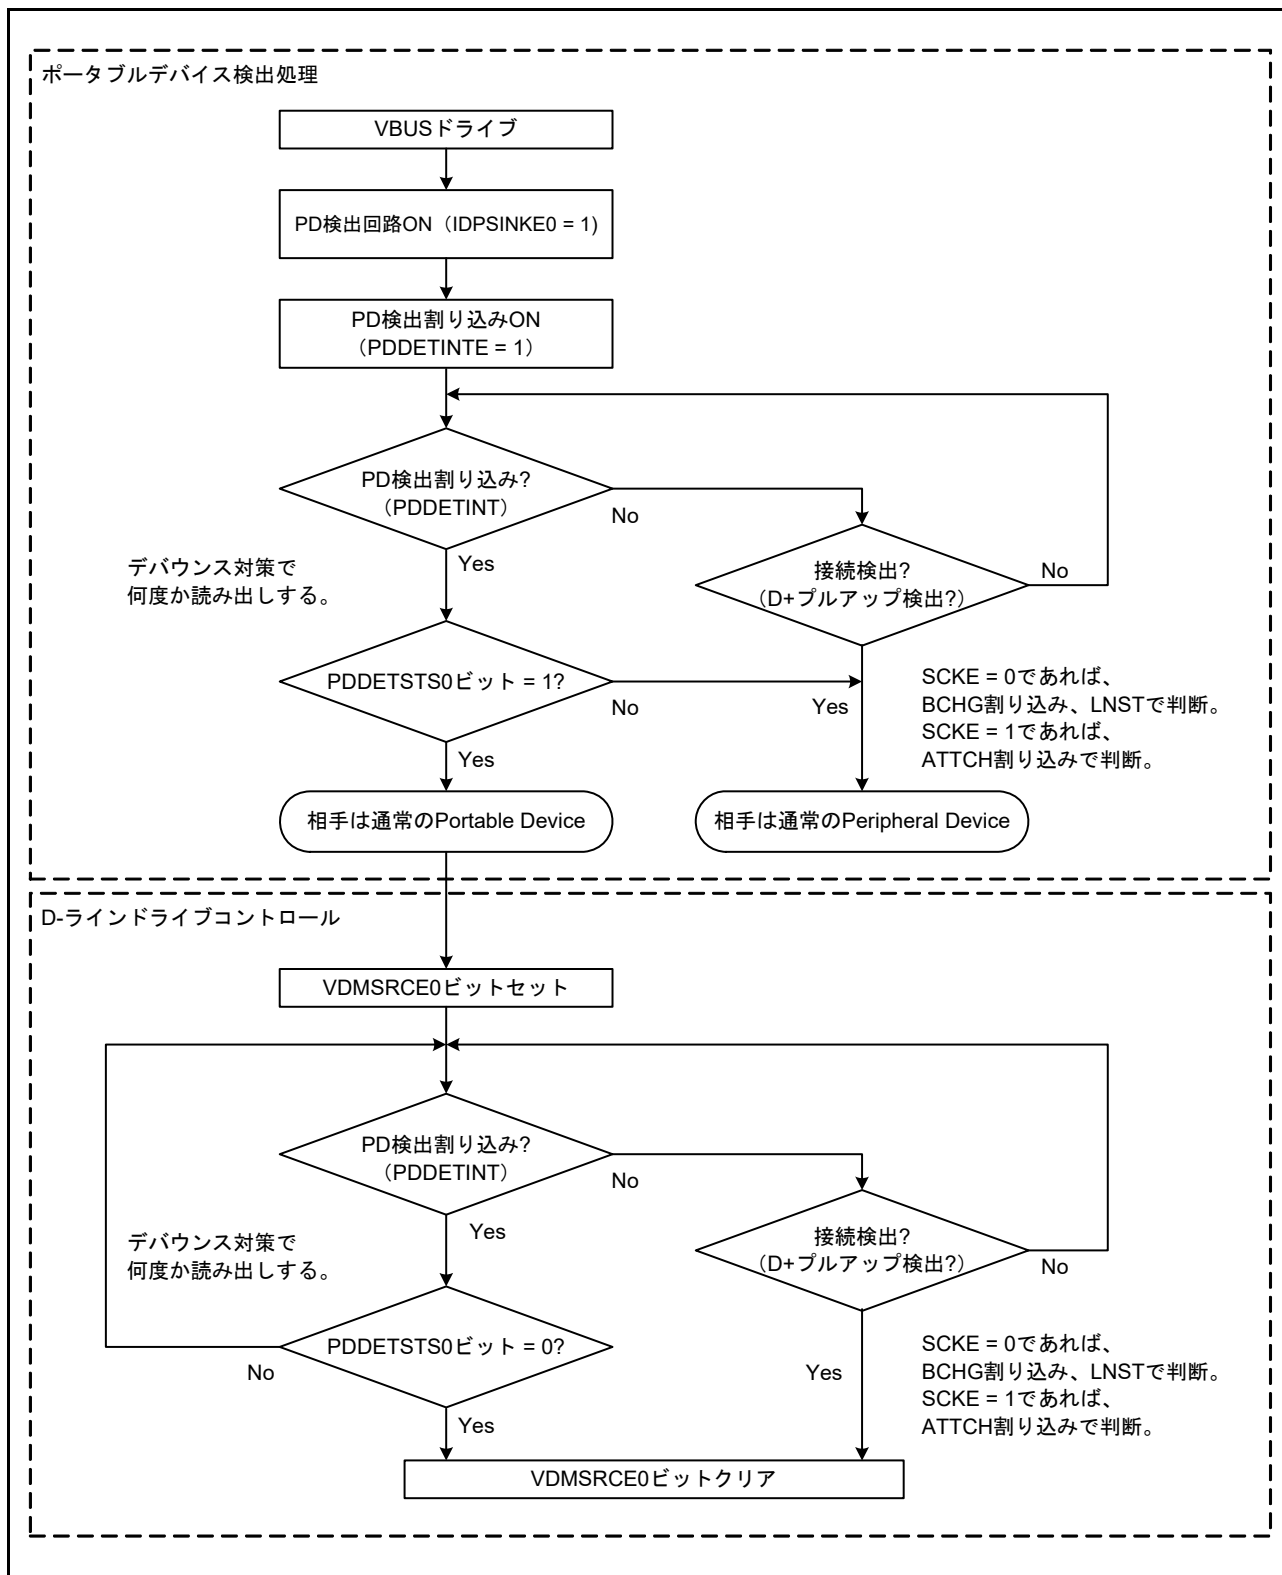 ポータブルデバイス検出処理
VBUSドライブ
PD検出回路ON（IDPSINKE0 = 1)
PD検出割り込みON
（PDDETINTE = 1）
PD検出割り込み?
（PDDETINT）
No
Yes
デバウンス対策で
何度か読み出しする。
接続検出?
（D+プルアップ検出?）
No
PDDETSTS0ビット = 1?
No
Yes
Yes
SCKE = 0であれば、
BCHG割り込み、LNSTで判断。
SCKE = 1であれば、
ATTCH割り込みで判断。
相手は通常のPortable Device
相手は通常のPeripheral Device
D-ラインドライブコントロール
VDMSRCE0ビットセット
PD検出割り込み?
（PDDETINT）
No
Yes
デバウンス対策で
何度か読み出しする。
接続検出?
（D+プルアップ検出?）
No
PDDETSTS0ビット = 0?
No
Yes
Yes
SCKE = 0であれば、
BCHG割り込み、LNSTで判断。
SCKE = 1であれば、
ATTCH割り込みで判断。
VDMSRCE0ビットクリア